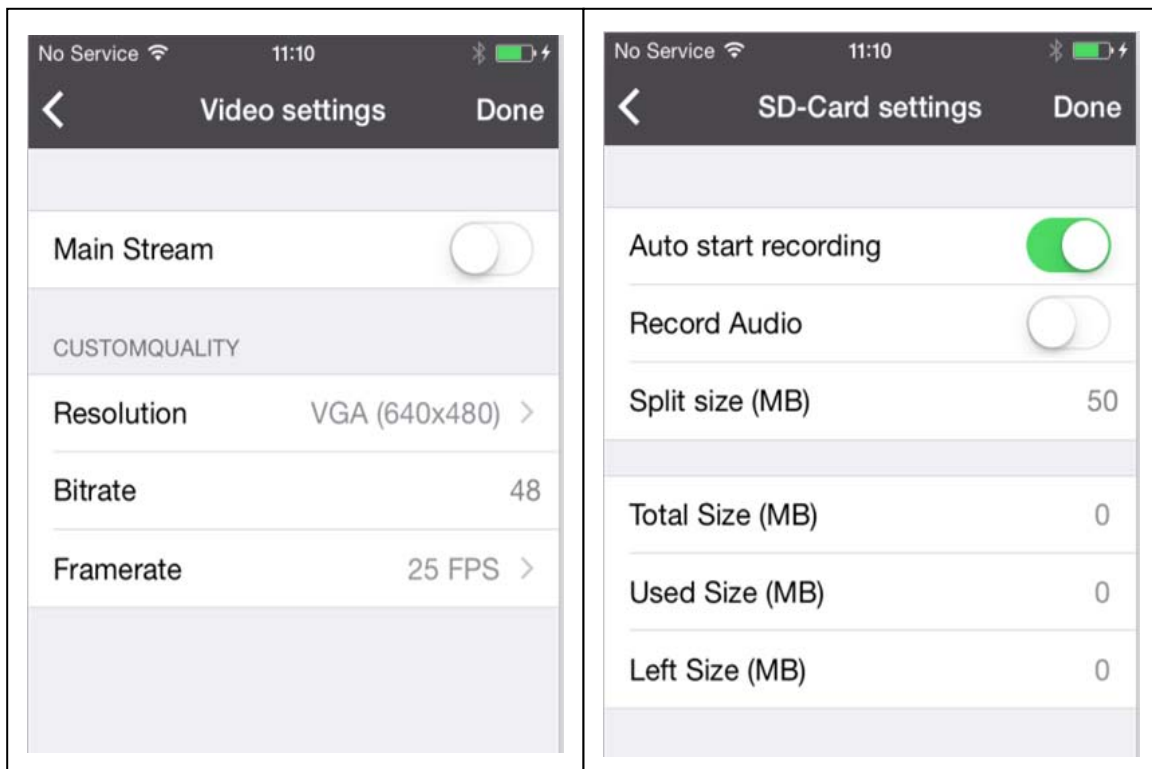 No Service 11:10
Video settings Done
Main Stream
CUSTOMQUALITY
Resolution VGA (640x480) >
Bitrate 48
Framerate 25 FPS >
No Service 11:10
SD-Card settings Done
Auto start recording
Record Audio
Split size (MB) 50
Total Size (MB) 0
Used Size (MB) 0
Left Size (MB) 0